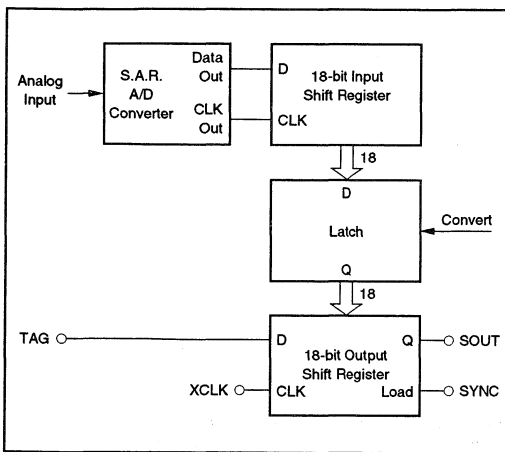 Analog
Input
S.A.R.
A/D
Converter
Data
Out
CLK
Out
D
18-bit Input
Shift Register
CLK
18
D
Latch
Convert
Q
18
TAG
D
Q
SOUT
18-bit Output
Shift Register
XCLK
CLK
Load
SYNC